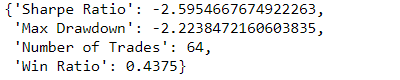 {'Sharpe Ratio': -2.5954667674922263,
'Max Drawdown': -2.2238472160603835,
'Number of Trades': 64,
'Win Ratio': 0.4375}